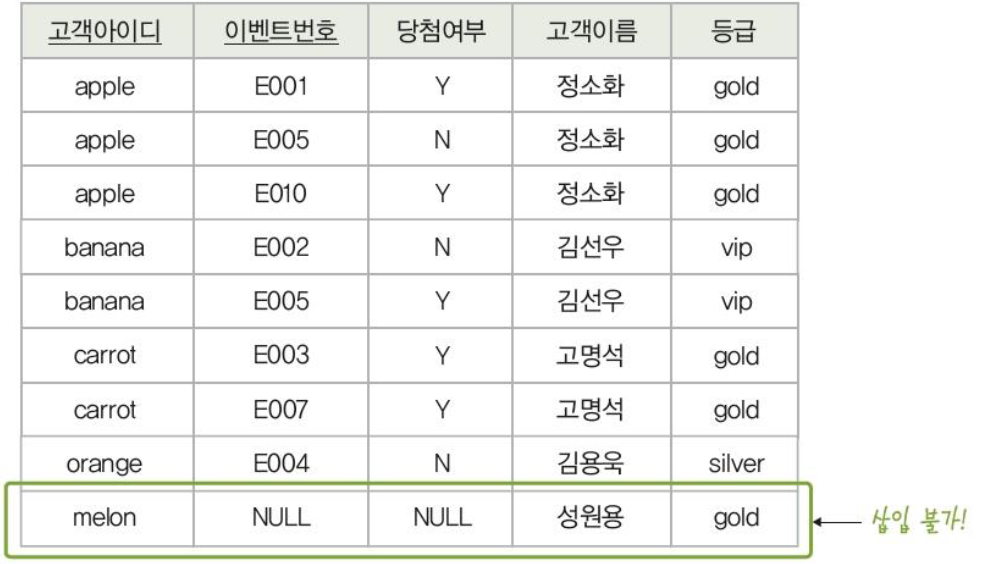 고객아이디 이벤트번호 당첨여부 고객이름 등급
apple E001 Y 정소화 gold
apple E005 N 정소화 gold
apple E010 Y 정소화 gold
banana E002 N 김선우 vip
banana E005 Y 김선우 vip
carrot E003 Y 고명석 gold
carrot E007 Y 고명석 gold
orange E004 N 김용욱 silver
melon NULL NULL 성원용 gold
삽입 불가!